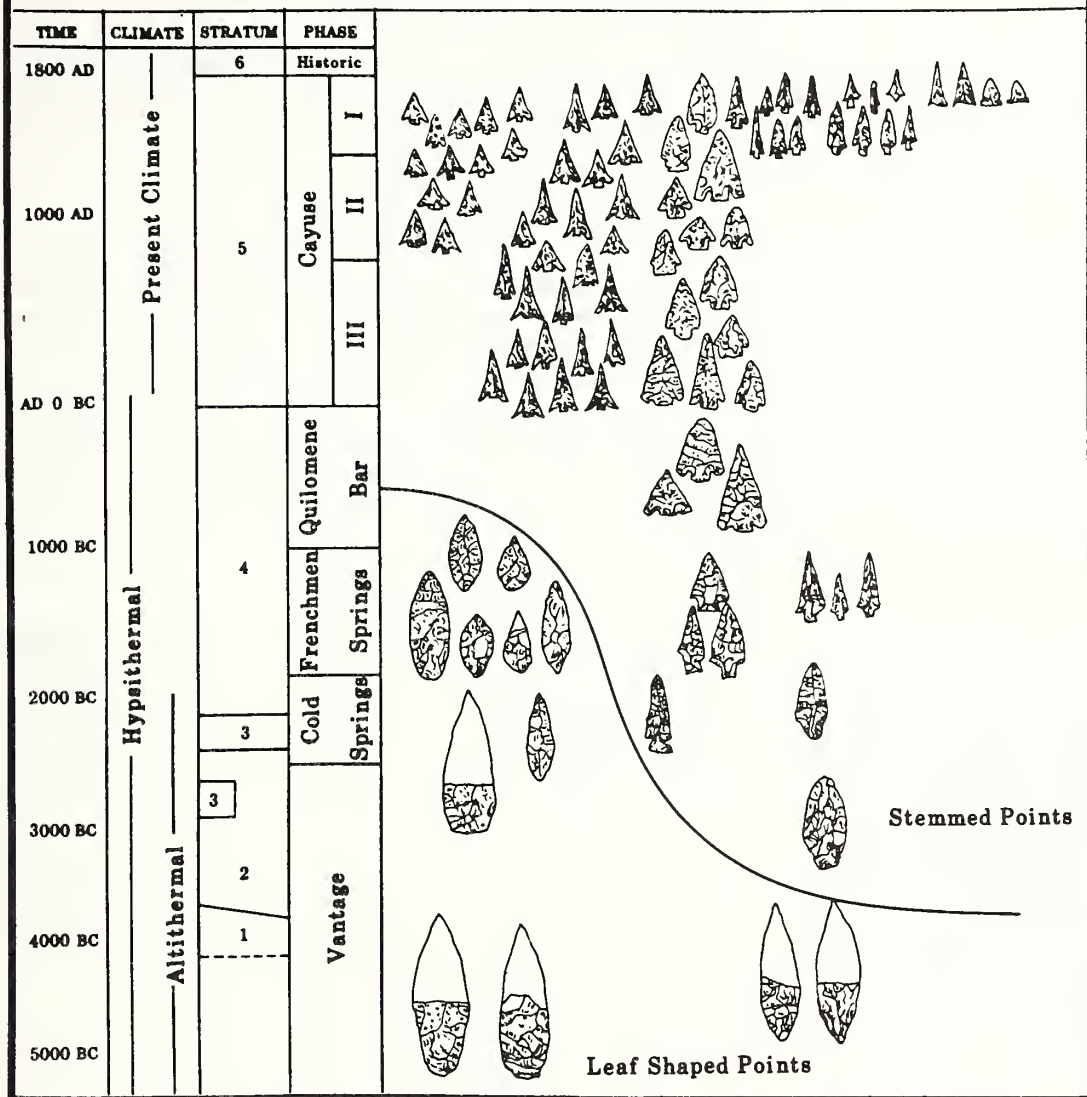 TIME CLIMATE STRATUM PHASE
6 Historic
1800 AD
I
Present Climate
1000 AD
II
5
Cayuse
III
AD 0 BC
Quilomene Bar
1000 BC
4
Frenchmen Springs
Hypsithermal
2000 BC
Cold Springs
3
3
3000 BC
Stemmed Points
2
Altithermal
Vantage
4000 BC
1
5000 BC
Leaf Shaped Points